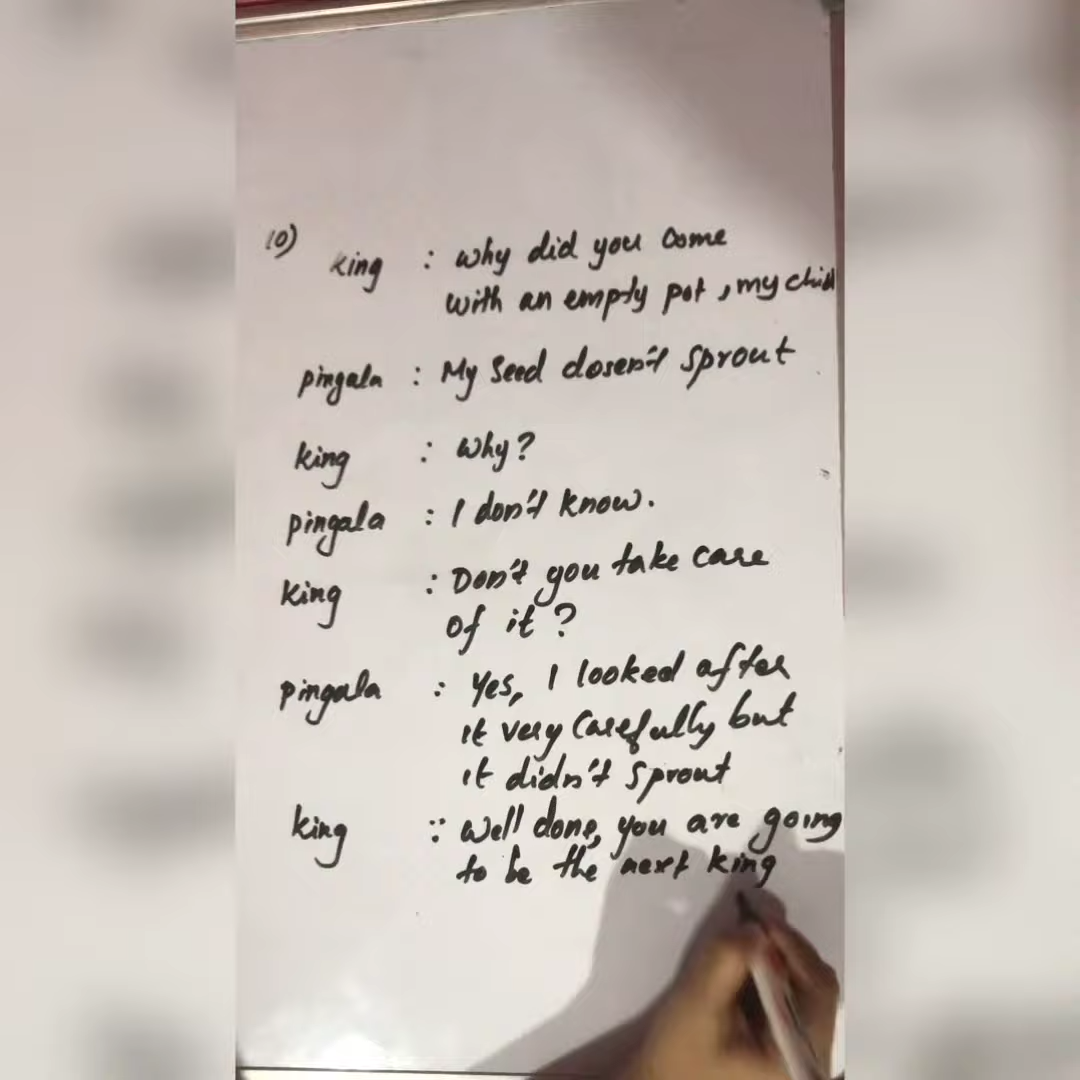 10)
king : why did you come
with an empty pot, my child
pingala : My seed dosen't sprout
king : why?
pingala : I don't know.
king : Don't you take care
of it?
pingala : Yes, I looked after
it very carefully but
it didn't sprout
king : well done, you are going
to be the next king